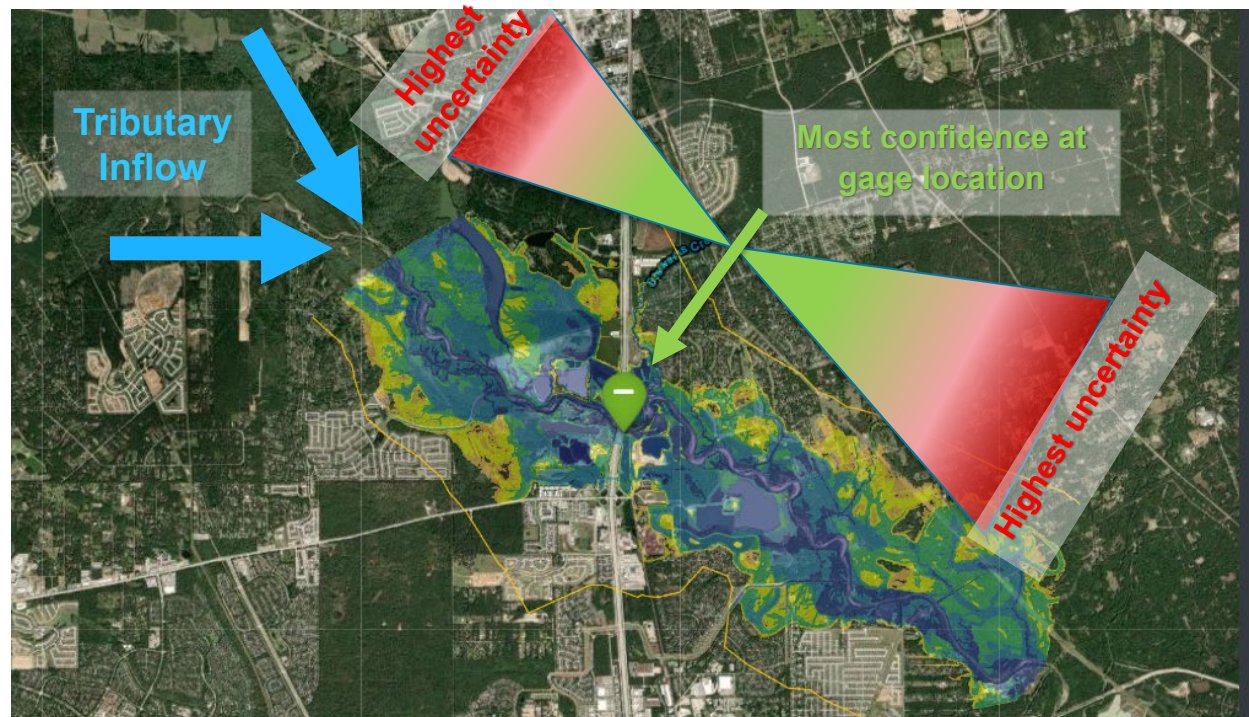 Highest
uncertainty
Tributary
Inflow
Most confidence at
gage location
Highest uncertainty